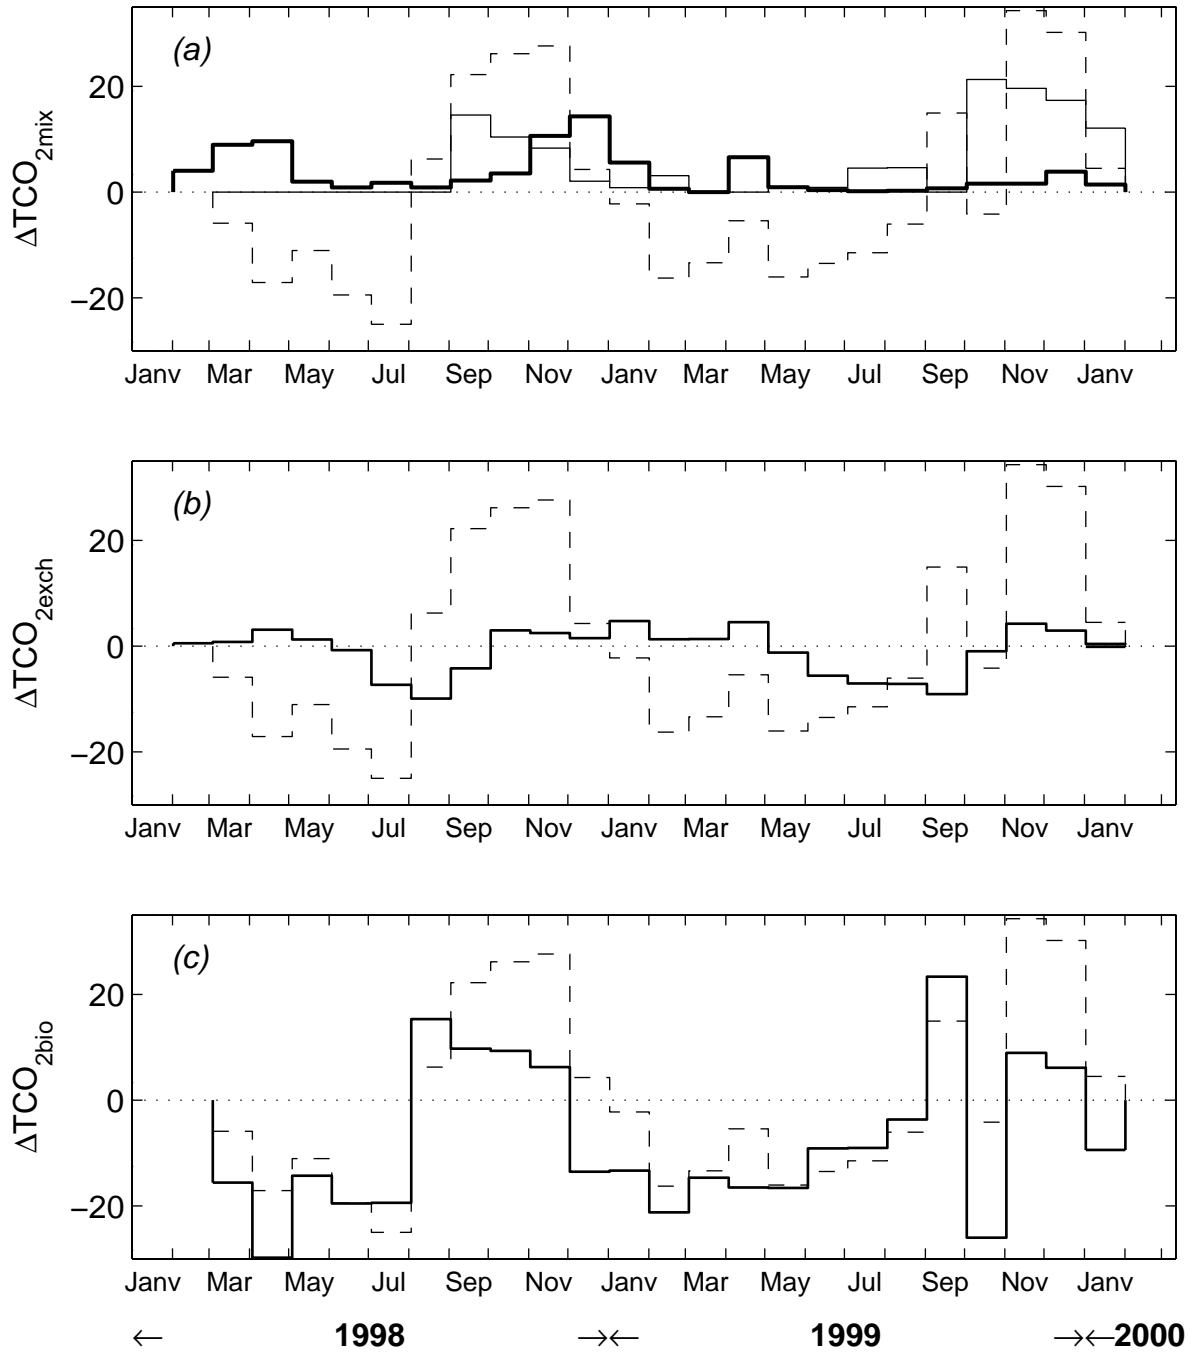 (a)
20
0
−20
ΔTCO2mix
Janv Mar May Jul Sep Nov Janv Mar May Jul Sep Nov Janv
(b)
20
0
−20
ΔTCO2exch
Janv Mar May Jul Sep Nov Janv Mar May Jul Sep Nov Janv
(c)
20
0
−20
ΔTCO2bio
Janv Mar May Jul Sep Nov Janv Mar May Jul Sep Nov Janv
← 1998 →← 1999 →←2000